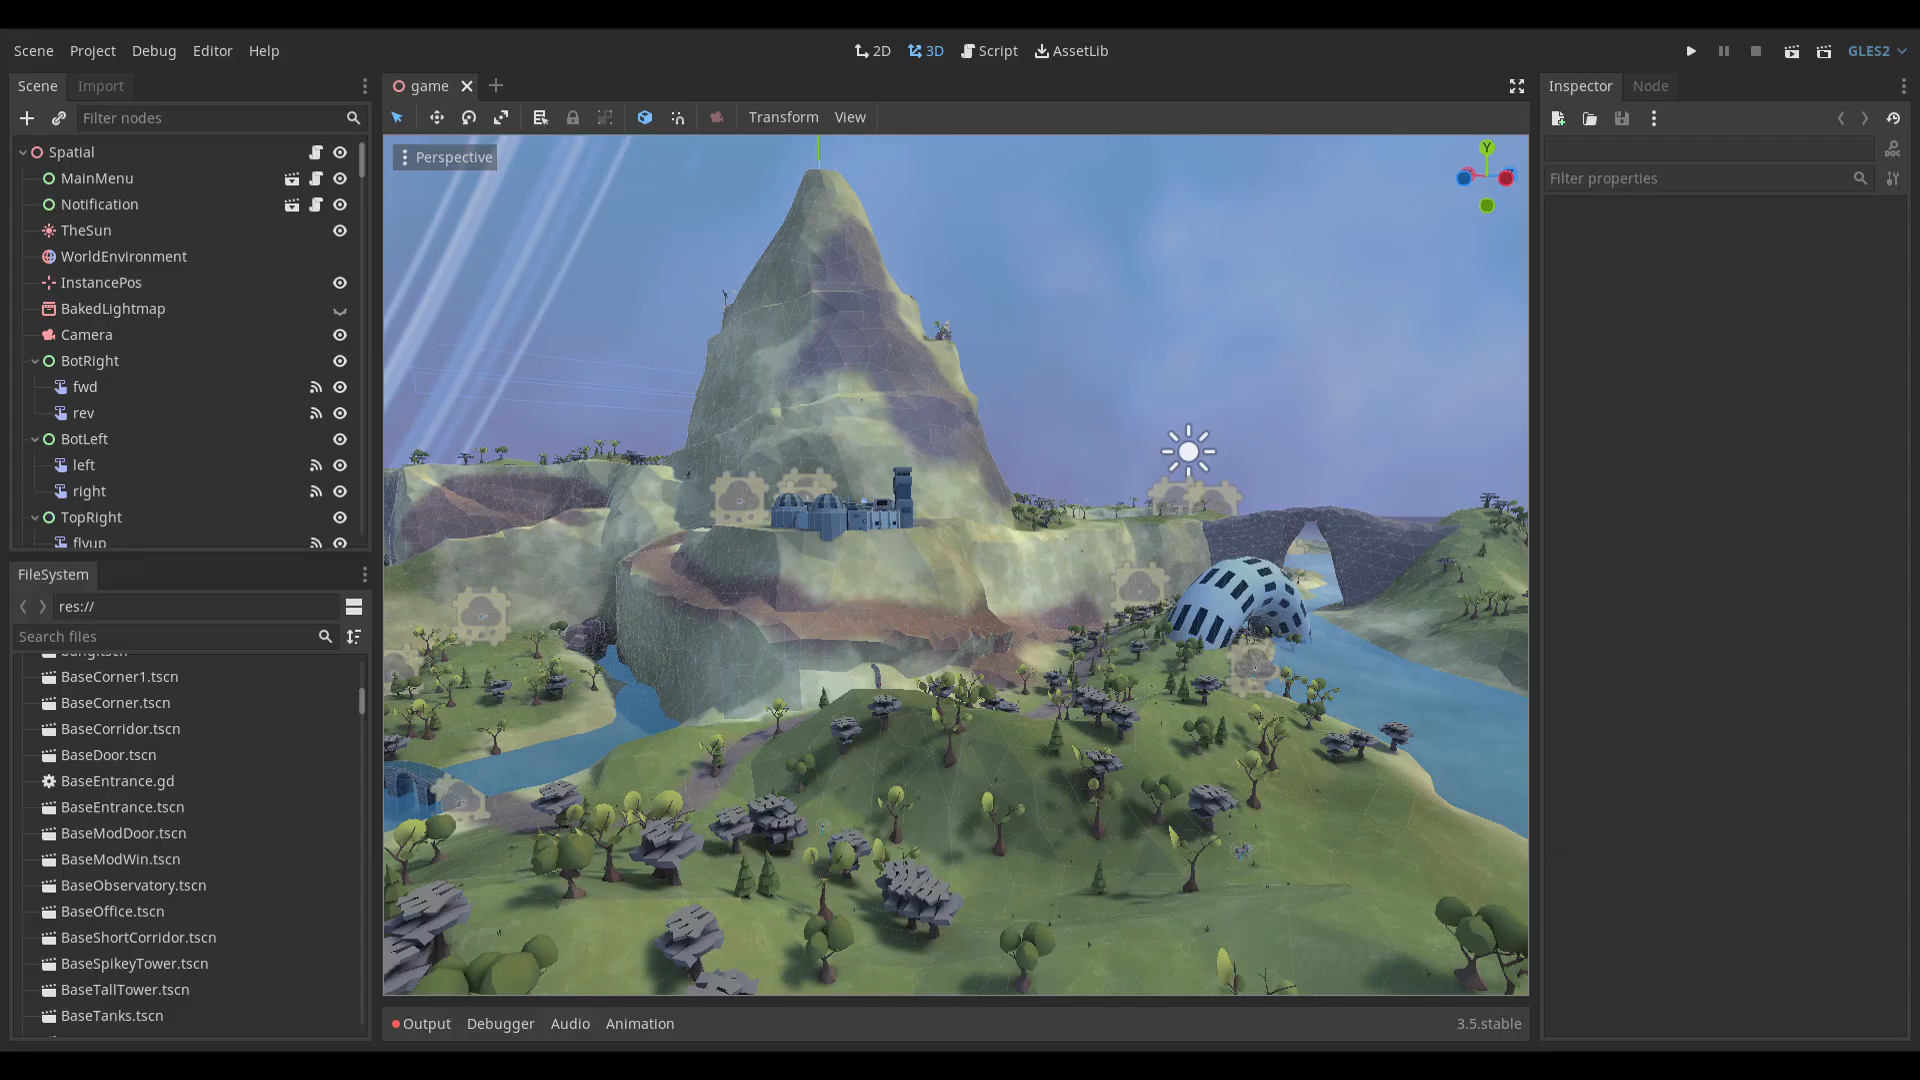 Scene Project Debug Editor Help
2D 3D Script AssetLib
GLES2
Scene Import
game
Inspector Node
Filter nodes
Transform View
Perspective
Y
Filter properties
Spatial
MainMenu
Notification
TheSun
WorldEnvironment
InstancePos
BakedLightmap
Camera
BotRight
fwd
rev
BotLeft
left
right
TopRight
flyup
FileSystem
res://
Search files
BaseCorner1.tscn
BaseCorner.tscn
BaseCorridor.tscn
BaseDoor.tscn
BaseEntrance.gd
BaseEntrance.tscn
BaseModDoor.tscn
BaseModWin.tscn
BaseObservatory.tscn
BaseOffice.tscn
BaseShortCorridor.tscn
BaseSpikeyTower.tscn
BaseTallTower.tscn
BaseTanks.tscn
Output Debugger Audio Animation
3.5.stable